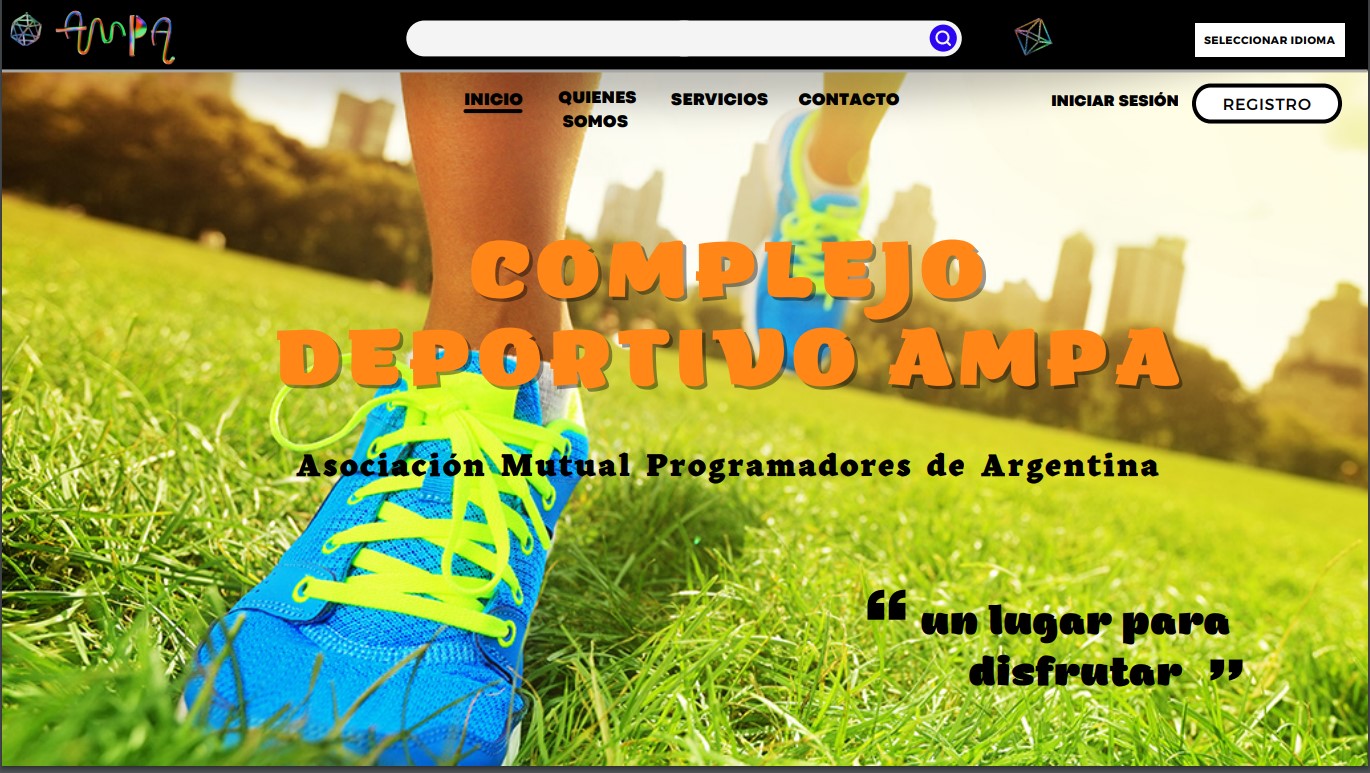 AMPA
SELECCIONAR IDIOMA
INICIO
QUIENES
SOMOS
SERVICIOS
CONTACTO
INICIAR SESIÓN
REGISTRO
COMPLEJO
DEPORTIVO AMPA
Asociación Mutual Programadores de Argentina
“ un lugar para
disfrutar ”